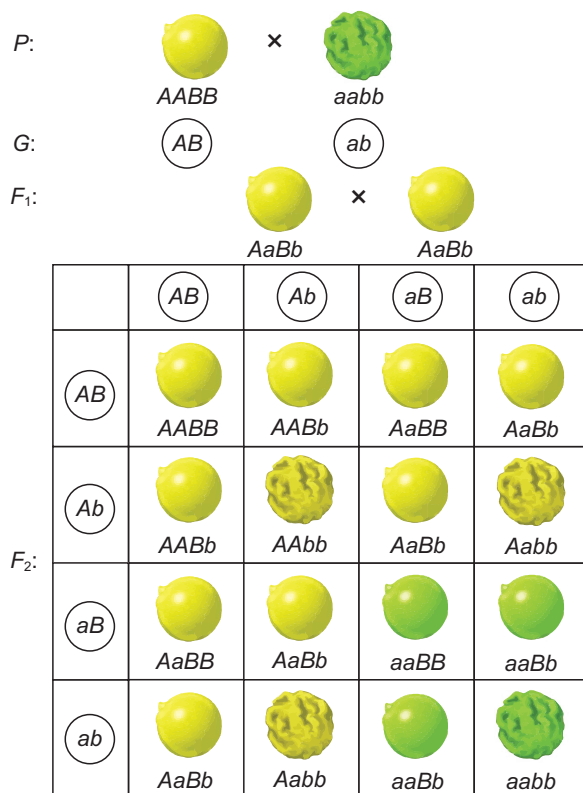 P: ×
AABB aabb
G: AB ab
F₁: ×
AaBb AaBb
AB Ab aB ab
AB
AABB AABb AaBB AaBb
Ab
AABb AAbb AaBb Aabb
F₂:
aB
AaBB AaBb aaBB aaBb
ab
AaBb Aabb aaBb aabb